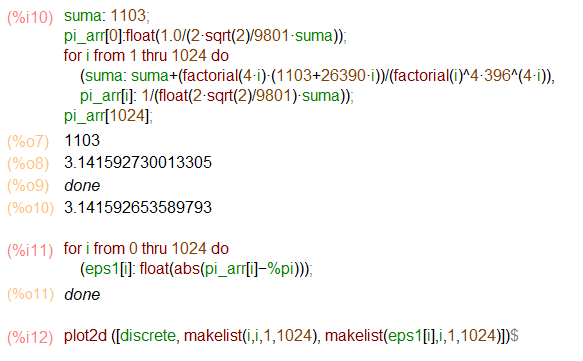 (%i10) suma: 1103;
pi_arr[0]:float(1.0/(2·sqrt(2)/9801·suma));
for i from 1 thru 1024 do
(suma: suma+(factorial(4·i)·(1103+26390·i))/(factorial(i)^4·396^(4·i)),
pi_arr[i]: 1/(float(2·sqrt(2)/9801)·suma));
pi_arr[1024];
(%o7) 1103
(%o8) 3.141592730013305
(%o9) done
(%o10) 3.141592653589793
(%i11) for i from 0 thru 1024 do
(eps1[i]: float(abs(pi_arr[i]−%pi)));
(%o11) done
(%i12) plot2d ([discrete, makelist(i,i,1,1024), makelist(eps1[i],i,1,1024)])$